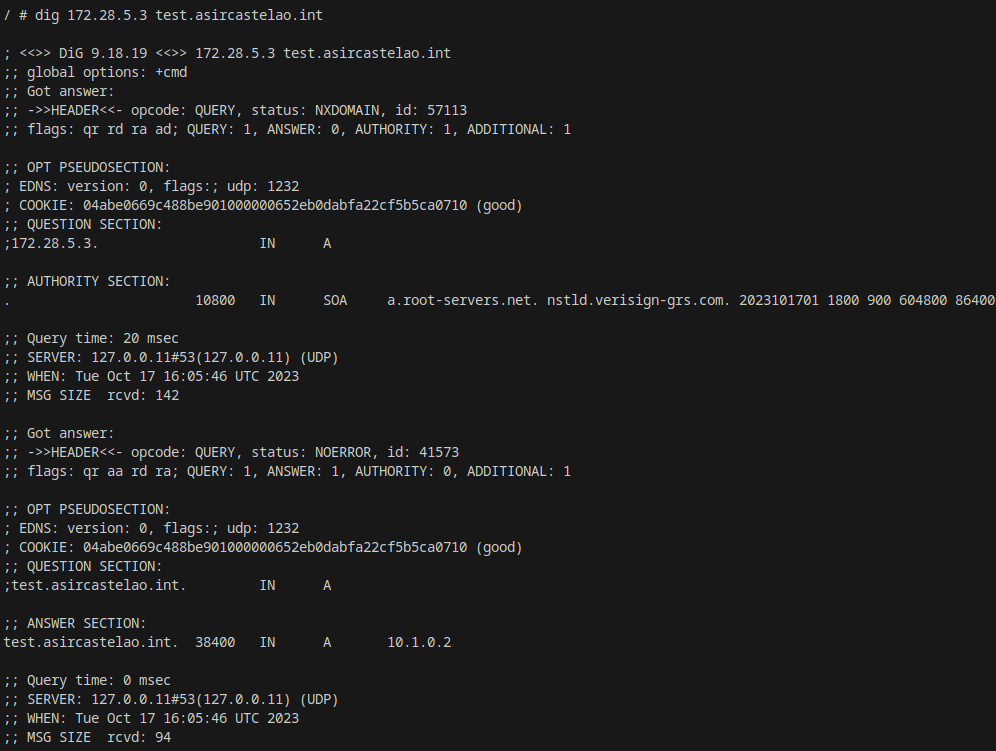 / # dig 172.28.5.3 test.asircastelao.int
; <<>> DiG 9.18.19 <<>> 172.28.5.3 test.asircastelao.int
;; global options: +cmd
;; Got answer:
;; ->>HEADER<<- opcode: QUERY, status: NXDOMAIN, id: 57113
;; flags: qr rd ra ad; QUERY: 1, ANSWER: 0, AUTHORITY: 1, ADDITIONAL: 1
;; OPT PSEUDOSECTION:
; EDNS: version: 0, flags:; udp: 1232
; COOKIE: 04abe0669c488be901000000652eb0dabfa22cf5b5ca0710 (good)
;; QUESTION SECTION:
;172.28.5.3. IN A
;; AUTHORITY SECTION:
. 10800 IN SOA a.root-servers.net. nstld.verisign-grs.com. 2023101701 1800 900 604800 86400
;; Query time: 20 msec
;; SERVER: 127.0.0.11#53(127.0.0.11) (UDP)
;; WHEN: Tue Oct 17 16:05:46 UTC 2023
;; MSG SIZE  rcvd: 142
;; Got answer:
;; ->>HEADER<<- opcode: QUERY, status: NOERROR, id: 41573
;; flags: qr aa rd ra; QUERY: 1, ANSWER: 1, AUTHORITY: 0, ADDITIONAL: 1
;; OPT PSEUDOSECTION:
; EDNS: version: 0, flags:; udp: 1232
; COOKIE: 04abe0669c488be901000000652eb0dabfa22cf5b5ca0710 (good)
;; QUESTION SECTION:
;test.asircastelao.int. IN A
;; ANSWER SECTION:
test.asircastelao.int. 38400 IN A 10.1.0.2
;; Query time: 0 msec
;; SERVER: 127.0.0.11#53(127.0.0.11) (UDP)
;; WHEN: Tue Oct 17 16:05:46 UTC 2023
;; MSG SIZE  rcvd: 94